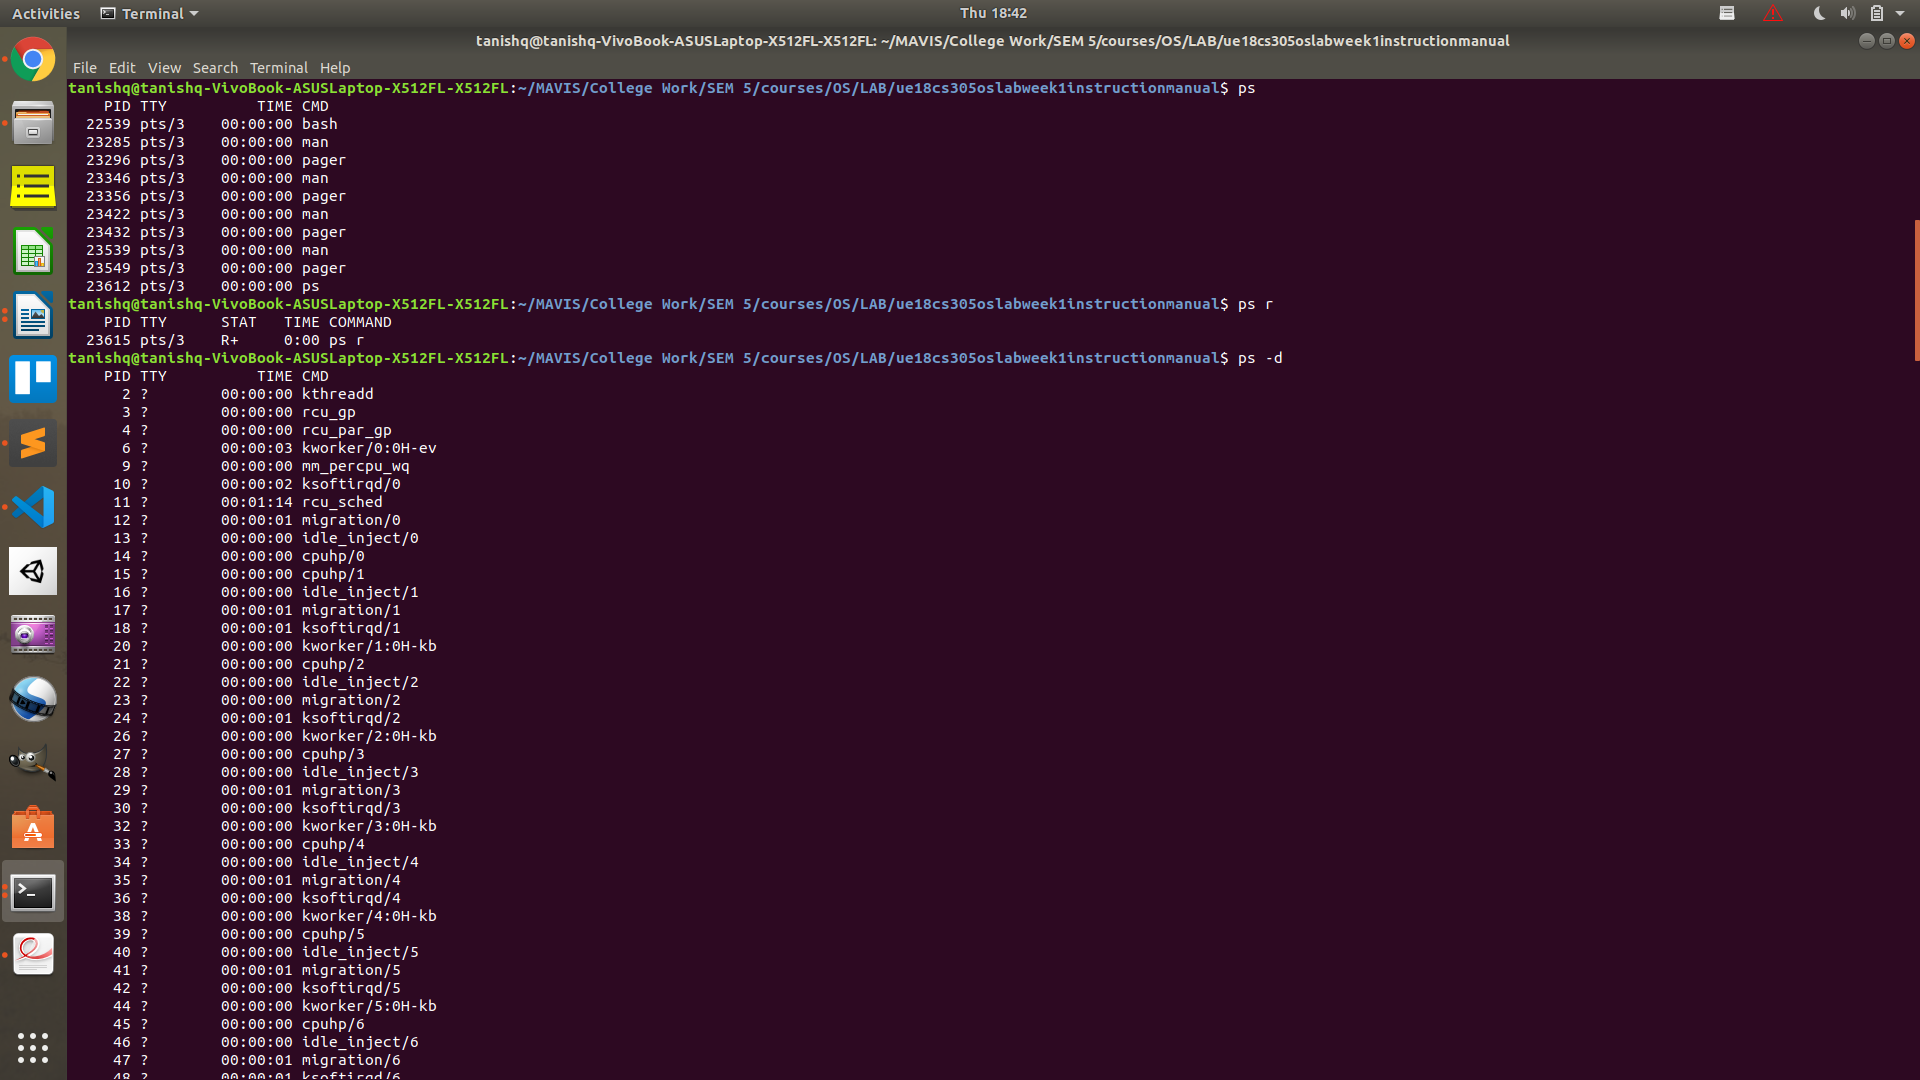 Activities Terminal Thu 18:42
tanishq@tanishq-VivoBook-ASUSLaptop-X512FL-X512FL: ~/MAVIS/College Work/SEM 5/courses/OS/LAB/ue18cs305oslabweek1instructionmanual
File Edit View Search Terminal Help
tanishq@tanishq-VivoBook-ASUSLaptop-X512FL-X512FL:~/MAVIS/College Work/SEM 5/courses/OS/LAB/ue18cs305oslabweek1instructionmanual$ ps
    PID TTY          TIME CMD
  22539 pts/3    00:00:00 bash
  23285 pts/3    00:00:00 man
  23296 pts/3    00:00:00 pager
  23346 pts/3    00:00:00 man
  23356 pts/3    00:00:00 pager
  23422 pts/3    00:00:00 man
  23432 pts/3    00:00:00 pager
  23539 pts/3    00:00:00 man
  23549 pts/3    00:00:00 pager
  23612 pts/3    00:00:00 ps
tanishq@tanishq-VivoBook-ASUSLaptop-X512FL-X512FL:~/MAVIS/College Work/SEM 5/courses/OS/LAB/ue18cs305oslabweek1instructionmanual$ ps r
    PID TTY      STAT   TIME COMMAND
  23615 pts/3    R+     0:00 ps r
tanishq@tanishq-VivoBook-ASUSLaptop-X512FL-X512FL:~/MAVIS/College Work/SEM 5/courses/OS/LAB/ue18cs305oslabweek1instructionmanual$ ps -d
    PID TTY          TIME CMD
      2 ?        00:00:00 kthreadd
      3 ?        00:00:00 rcu_gp
      4 ?        00:00:00 rcu_par_gp
      6 ?        00:00:03 kworker/0:0H-ev
      9 ?        00:00:00 mm_percpu_wq
     10 ?        00:00:02 ksoftirqd/0
     11 ?        00:01:14 rcu_sched
     12 ?        00:00:01 migration/0
     13 ?        00:00:00 idle_inject/0
     14 ?        00:00:00 cpuhp/0
     15 ?        00:00:00 cpuhp/1
     16 ?        00:00:00 idle_inject/1
     17 ?        00:00:01 migration/1
     18 ?        00:00:01 ksoftirqd/1
     20 ?        00:00:00 kworker/1:0H-kb
     21 ?        00:00:00 cpuhp/2
     22 ?        00:00:00 idle_inject/2
     23 ?        00:00:00 migration/2
     24 ?        00:00:01 ksoftirqd/2
     26 ?        00:00:00 kworker/2:0H-kb
     27 ?        00:00:00 cpuhp/3
     28 ?        00:00:00 idle_inject/3
     29 ?        00:00:01 migration/3
     30 ?        00:00:00 ksoftirqd/3
     32 ?        00:00:00 kworker/3:0H-kb
     33 ?        00:00:00 cpuhp/4
     34 ?        00:00:00 idle_inject/4
     35 ?        00:00:01 migration/4
     36 ?        00:00:00 ksoftirqd/4
     38 ?        00:00:00 kworker/4:0H-kb
     39 ?        00:00:00 cpuhp/5
     40 ?        00:00:00 idle_inject/5
     41 ?        00:00:01 migration/5
     42 ?        00:00:00 ksoftirqd/5
     44 ?        00:00:00 kworker/5:0H-kb
     45 ?        00:00:00 cpuhp/6
     46 ?        00:00:00 idle_inject/6
     47 ?        00:00:01 migration/6
     48 ?        00:00:01 ksoftirqd/6